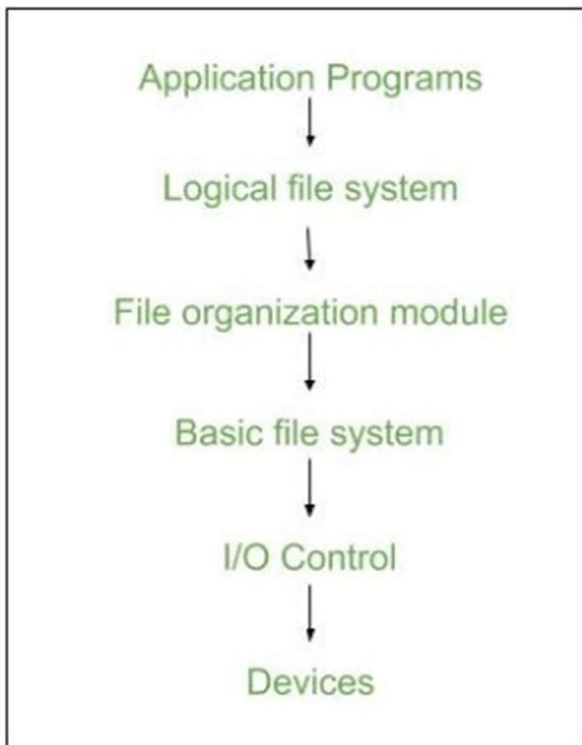 Application Programs
Logical file system
File organization module
Basic file system
I/O Control
Devices